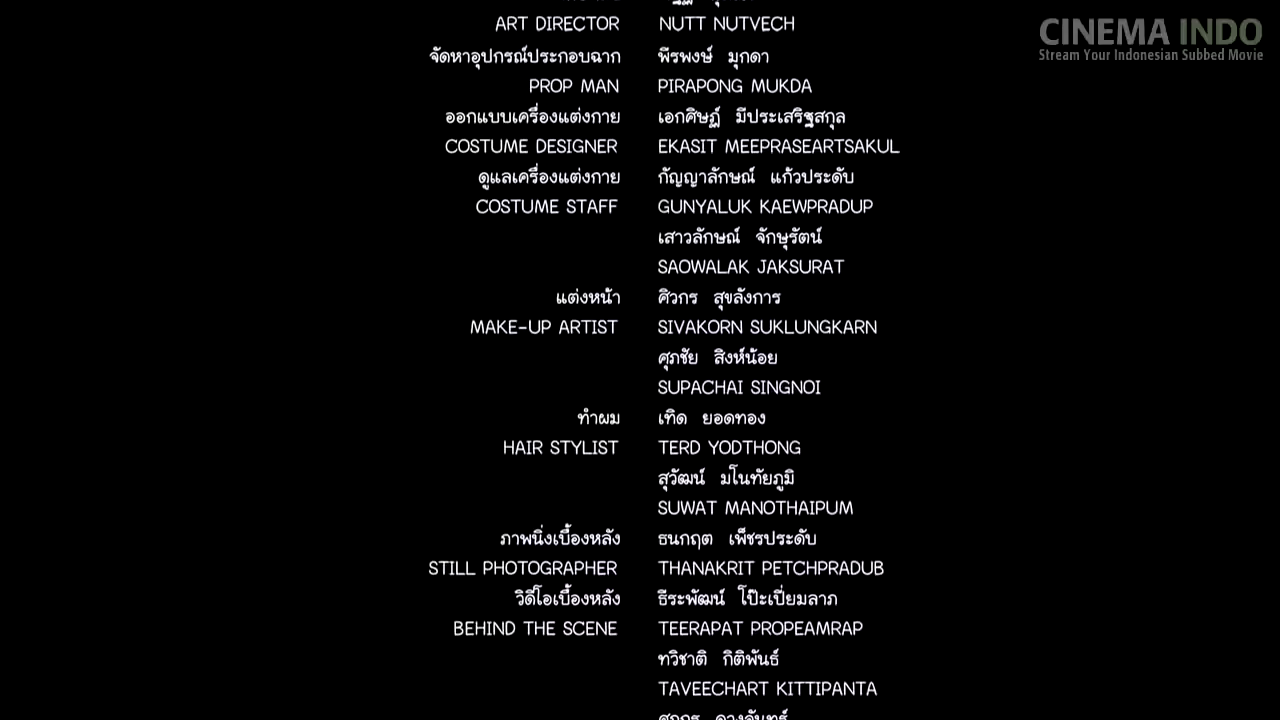 CINEMA INDO
Stream Your Indonesian Subbed Movie
ART DIRECTOR NUTT NUTVECH
จัดหาอุปกรณ์ประกอบฉาก พีรพงษ์ มุกดา
PROP MAN PIRAPONG MUKDA
ออกแบบเครื่องแต่งกาย เอกศิษฏ์ มีประเสริฐสกุล
COSTUME DESIGNER EKASIT MEEPRASEARTSAKUL
ดูแลเครื่องแต่งกาย กัญญาลักษณ์ แก้วประดับ
COSTUME STAFF GUNYALUK KAEWPRADUP
เสาวลักษณ์ จักษุรัตน์
SAOWALAK JAKSURAT
แต่งหน้า ศิวกร สุขลังการ
MAKE-UP ARTIST SIVAKORN SUKLUNGKARN
ศุภชัย สิงห์น้อย
SUPACHAI SINGNOI
ทำผม เทิด ยอดทอง
HAIR STYLIST TERD YODTHONG
สุวัฒน์ มโนทัยภูมิ
SUWAT MANOTHAIPUM
ภาพนิ่งเบื้องหลัง ธนกฤต เพ็ชรประดับ
STILL PHOTOGRAPHER THANAKRIT PETCHPRADUB
วิดีโอเบื้องหลัง ธีระพัฒน์ โป๊ะเปี่ยมลาภ
BEHIND THE SCENE TEERAPAT PROPEAMRAP
ทวิชาติ กิติพันธ์
TAVEECHART KITTIPANTA